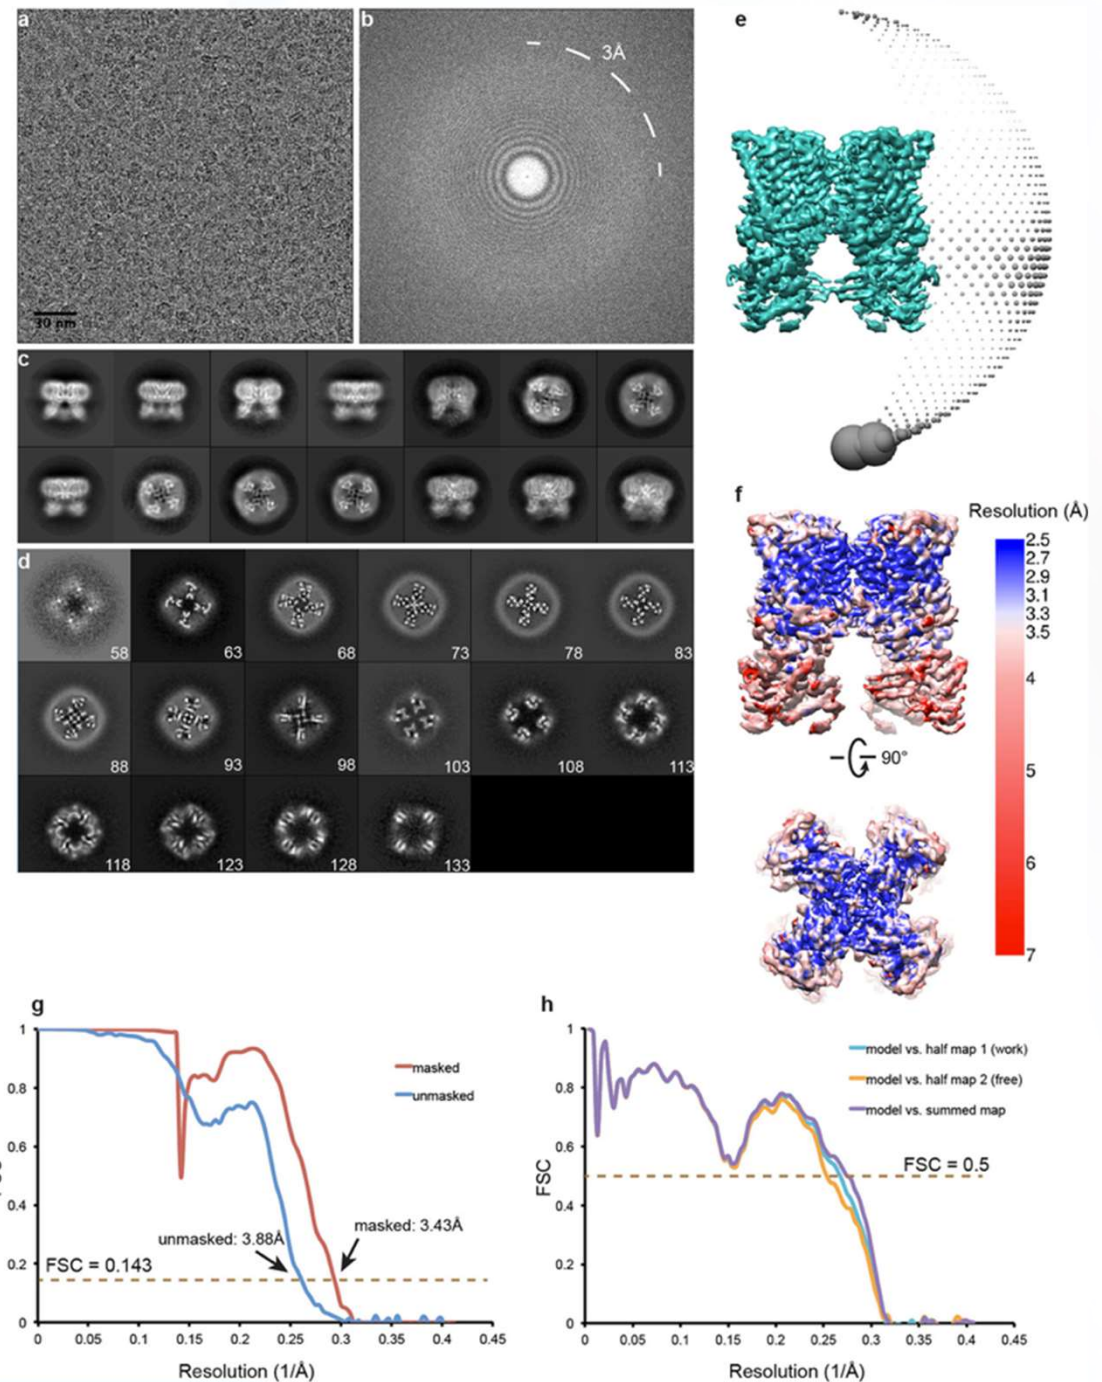 a
30 nm
b
3Å
c
d
58 63 68 73 78 83
88 93 98 103 108 113
118 123 128 133
e
f
Resolution (Å)
2.5
2.7
2.9
3.1
3.3
3.5
4
5
6
7
90°
g
1
0.8
0.6
0.4
0.2
0
masked
unmasked
unmasked: 3.88Å
masked: 3.43Å
FSC = 0.143
0 0.05 0.1 0.15 0.2 0.25 0.3 0.35 0.4 0.45
Resolution (1/Å)
h
FSC
1
0.8
0.6
0.4
0.2
0
model vs. half map 1 (work)
model vs. half map 2 (free)
model vs. summed map
FSC = 0.5
0 0.05 0.1 0.15 0.2 0.25 0.3 0.35 0.4 0.45
Resolution (1/Å)